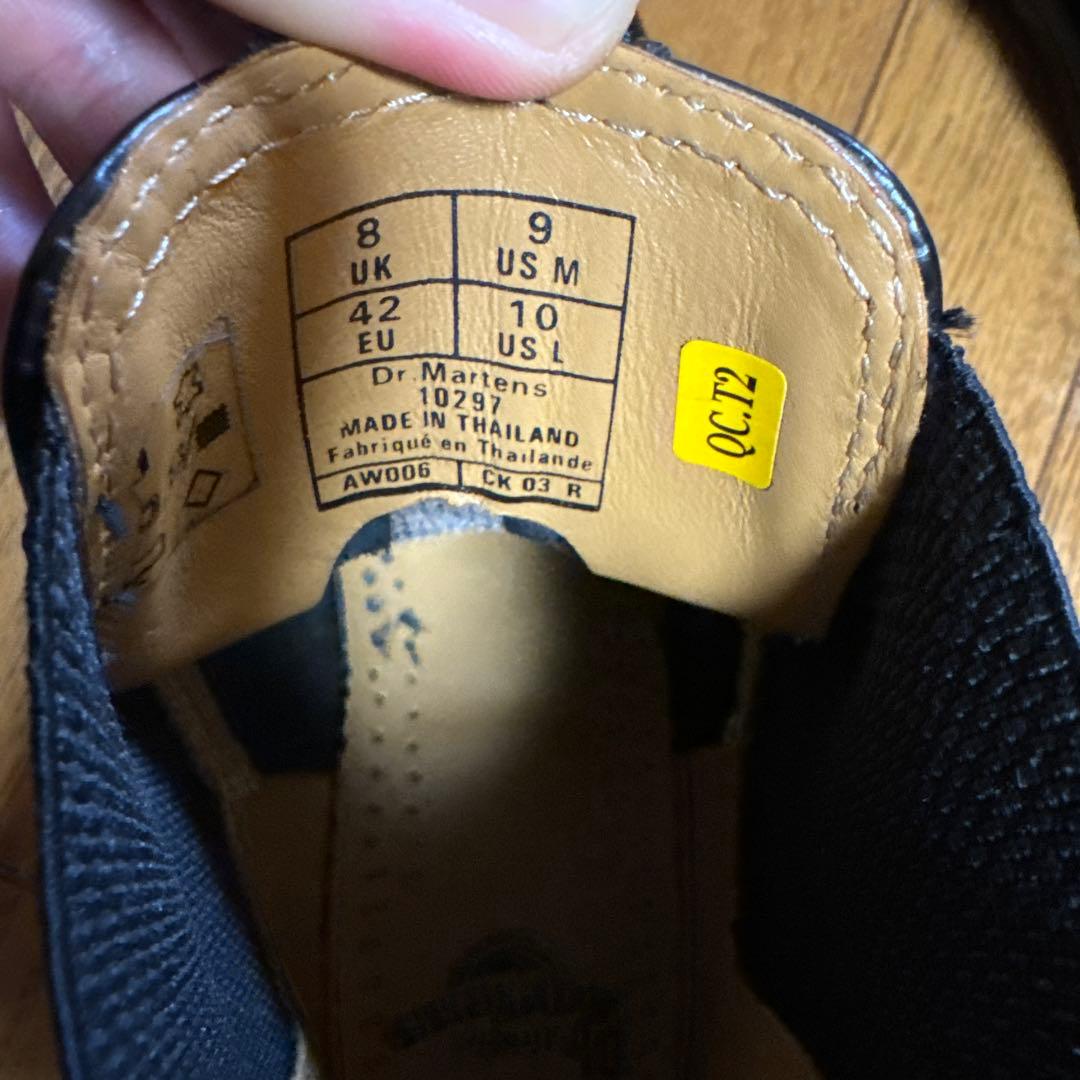 8 9
UK US M
42 10
EU US L
Dr. Martens
10297
MADE IN THAILAND
Fabriqué en Thaïlande
AW006 CK 03 R
QC.T2